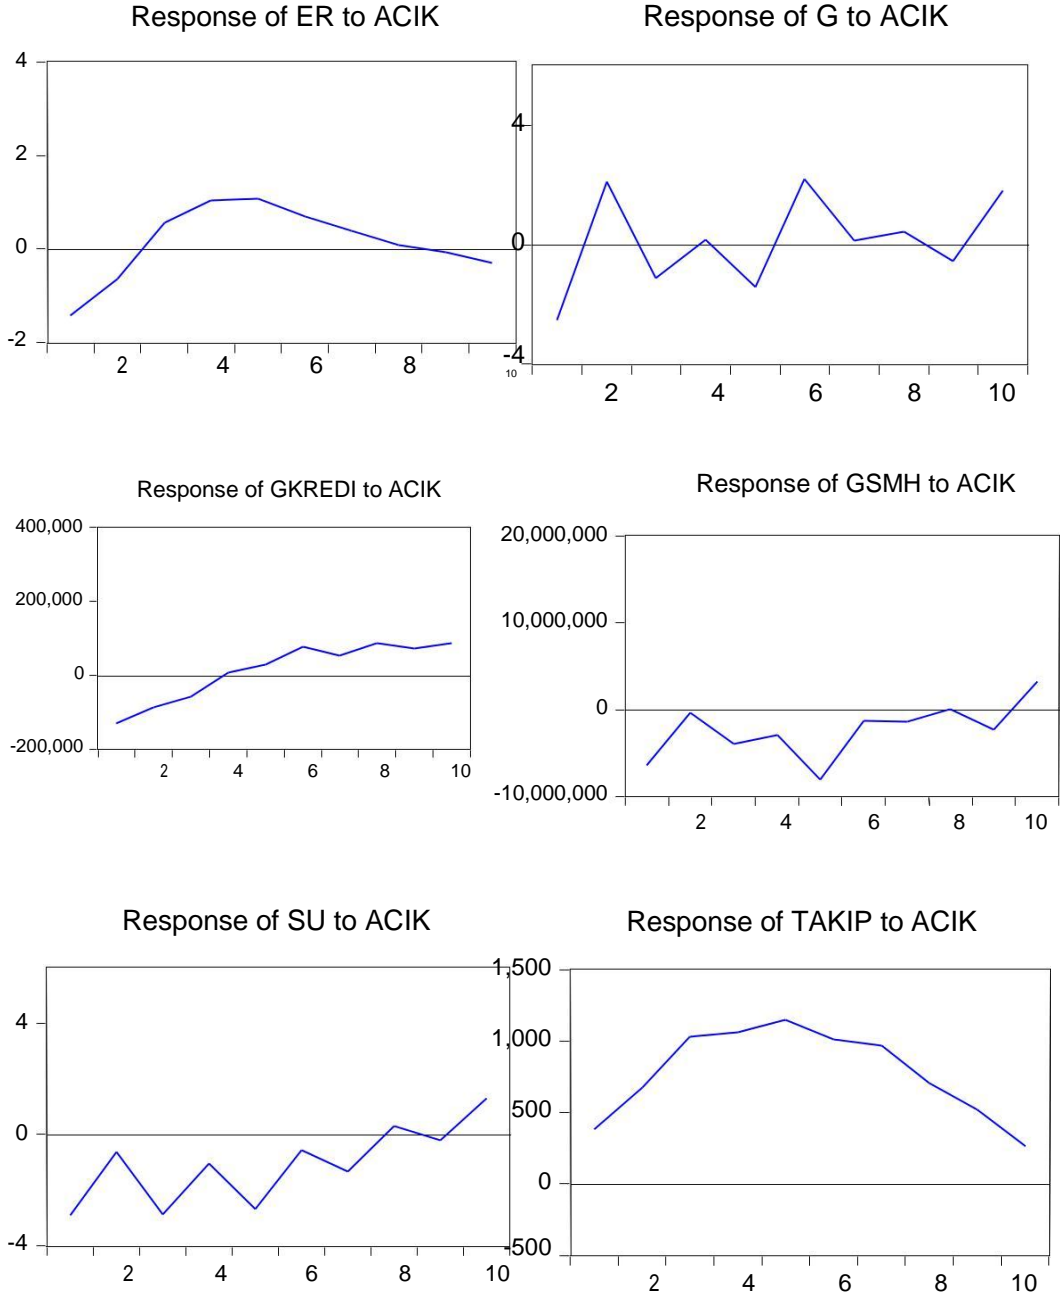 Response of ER to ACIK
4
2
0
-2
2 4 6 8
10
Response of G to ACIK
4
0
-4
2 4 6 8 10
Response of GKREDI to ACIK
400,000
200,000
0
-200,000
2 4 6 8 10
Response of GSMH to ACIK
20,000,000
10,000,000
0
-10,000,000
2 4 6 8 10
Response of SU to ACIK
4
0
-4
2 4 6 8 10
Response of TAKIP to ACIK
1,500
1,000
500
0
-500
2 4 6 8 10